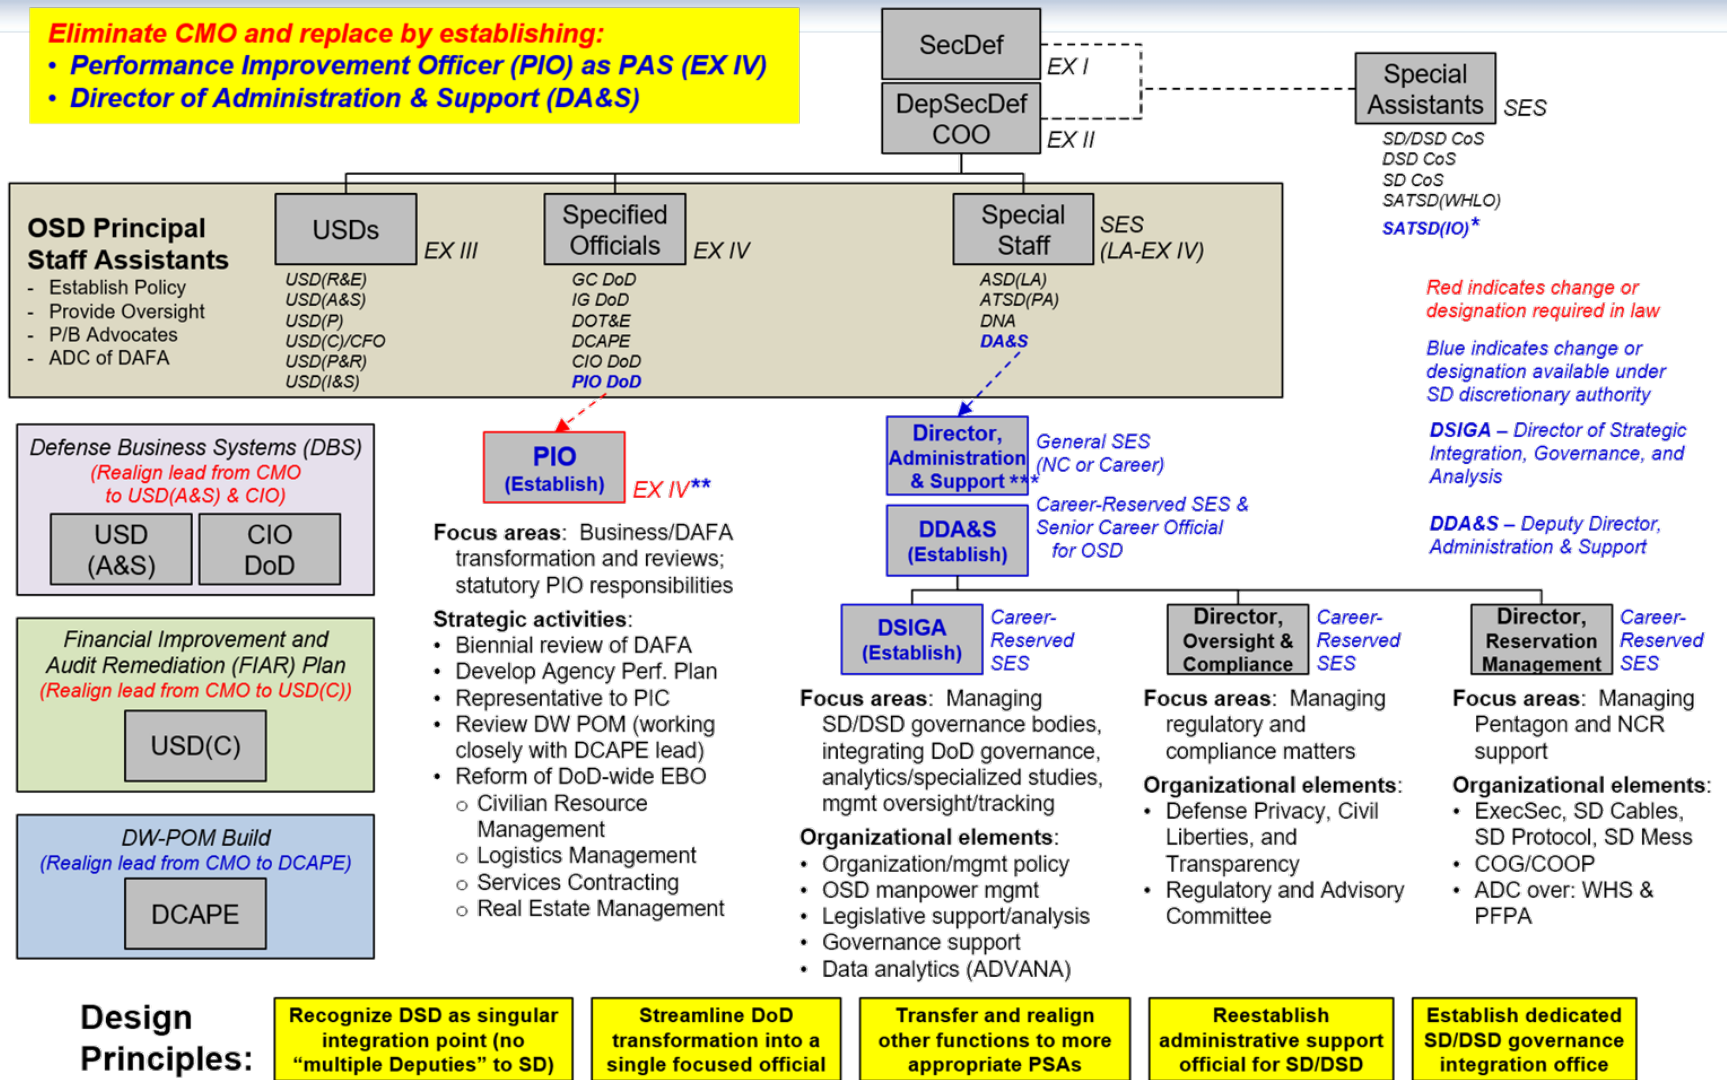 Eliminate CMO and replace by establishing:
• Performance Improvement Officer (PIO) as PAS (EX IV)
• Director of Administration & Support (DA&S)
SecDef
EX I
DepSecDef
COO
EX II
Special
Assistants
SES
SD/DSD CoS
DSD CoS
SD CoS
SATSD(WHLO)
SATSD(IO)*
OSD Principal
Staff Assistants
- Establish Policy
- Provide Oversight
- P/B Advocates
- ADC of DAFA
USDs
EX III
USD(R&E)
USD(A&S)
USD(P)
USD(C)/CFO
USD(P&R)
USD(I&S)
Specified
Officials
EX IV
GC DoD
IG DoD
DOT&E
DCAPE
CIO DoD
PIO DoD
Special
Staff
SES
(LA-EX IV)
ASD(LA)
ATSD(PA)
DNA
DA&S
Red indicates change or
designation required in law
Blue indicates change or
designation available under
SD discretionary authority
DSIGA – Director of Strategic
Integration, Governance, and
Analysis
DDA&S – Deputy Director,
Administration & Support
Defense Business Systems (DBS)
(Realign lead from CMO
to USD(A&S) & CIO)
USD
(A&S)
CIO
DoD
Financial Improvement and
Audit Remediation (FIAR) Plan
(Realign lead from CMO to USD(C))
USD(C)
DW-POM Build
(Realign lead from CMO to DCAPE)
DCAPE
PIO
(Establish)
EX IV**
Focus areas: Business/DAFA
transformation and reviews;
statutory PIO responsibilities
Strategic activities:
• Biennial review of DAFA
• Develop Agency Perf. Plan
• Representative to PIC
• Review DW POM (working
closely with DCAPE lead)
• Reform of DoD-wide EBO
o Civilian Resource
Management
o Logistics Management
o Services Contracting
o Real Estate Management
Director,
Administration
& Support ***
General SES
(NC or Career)
DDA&S
(Establish)
Career-Reserved SES &
Senior Career Official
for OSD
DSIGA
(Establish)
Career-
Reserved
SES
Focus areas: Managing
SD/DSD governance bodies,
integrating DoD governance,
analytics/specialized studies,
mgmt oversight/tracking
Organizational elements:
• Organization/mgmt policy
• OSD manpower mgmt
• Legislative support/analysis
• Governance support
• Data analytics (ADVANA)
Director,
Oversight &
Compliance
Career-
Reserved
SES
Focus areas: Managing
regulatory and
compliance matters
Organizational elements:
• Defense Privacy, Civil
Liberties, and
Transparency
• Regulatory and Advisory
Committee
Director,
Reservation
Management
Career-
Reserved
SES
Focus areas: Managing
Pentagon and NCR
support
Organizational elements:
• ExecSec, SD Cables,
SD Protocol, SD Mess
• COG/COOP
• ADC over: WHS &
PFPA
Design
Principles:
Recognize DSD as singular
integration point (no
“multiple Deputies” to SD)
Streamline DoD
transformation into a
single focused official
Transfer and realign
other functions to more
appropriate PSAs
Reestablish
administrative support
official for SD/DSD
Establish dedicated
SD/DSD governance
integration office